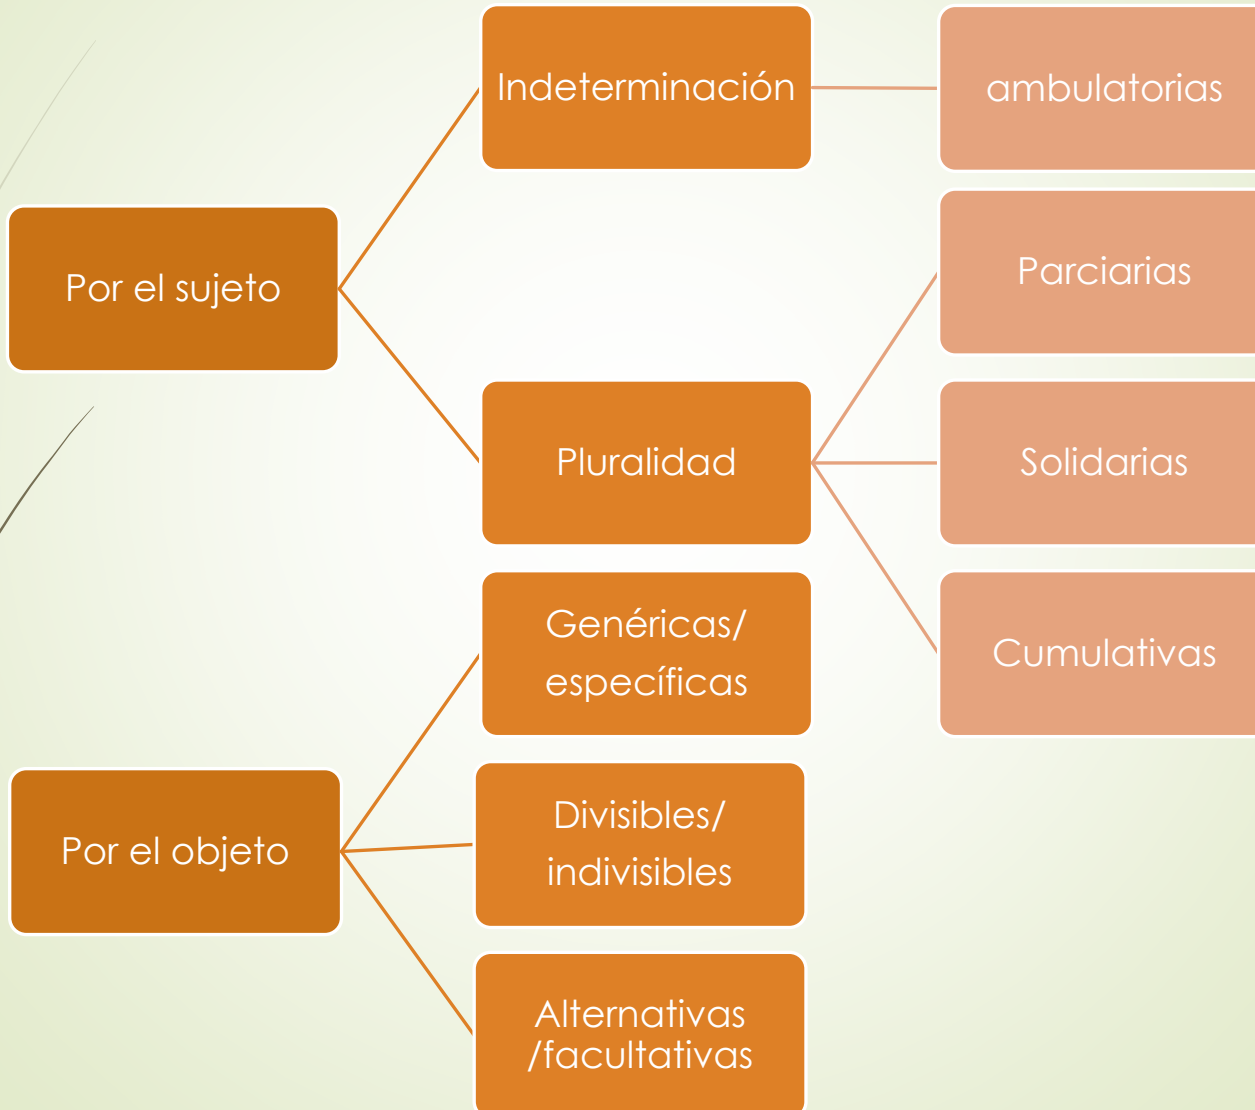 Por el sujeto
Indeterminación
ambulatorias
Pluralidad
Parciarias
Solidarias
Cumulativas
Por el objeto
Genéricas/
específicas
Divisibles/
indivisibles
Alternativas
/facultativas